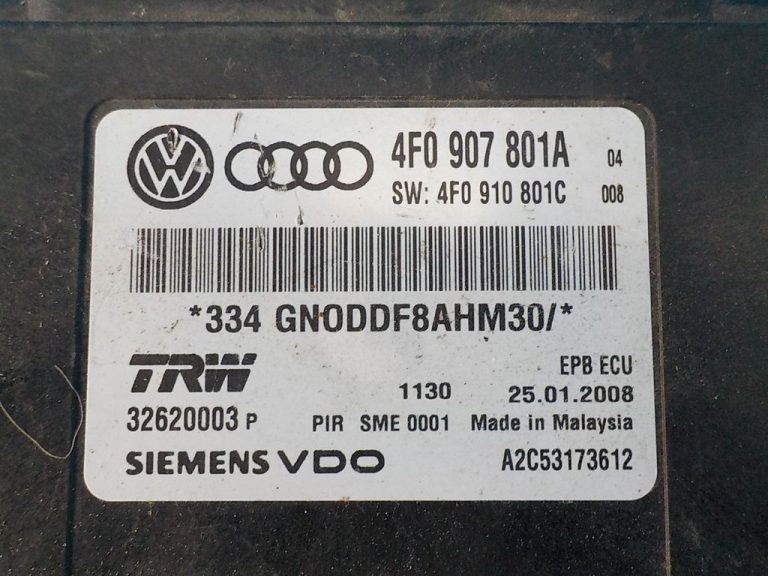 4F0 907 801A 04
SW: 4F0 910 801C 008
*334 GNODDF8AHM30/*
TRW EPB ECU
1130 25.01.2008
32620003 P PIR SME 0001 Made in Malaysia
SIEMENS VDO A2C53173612